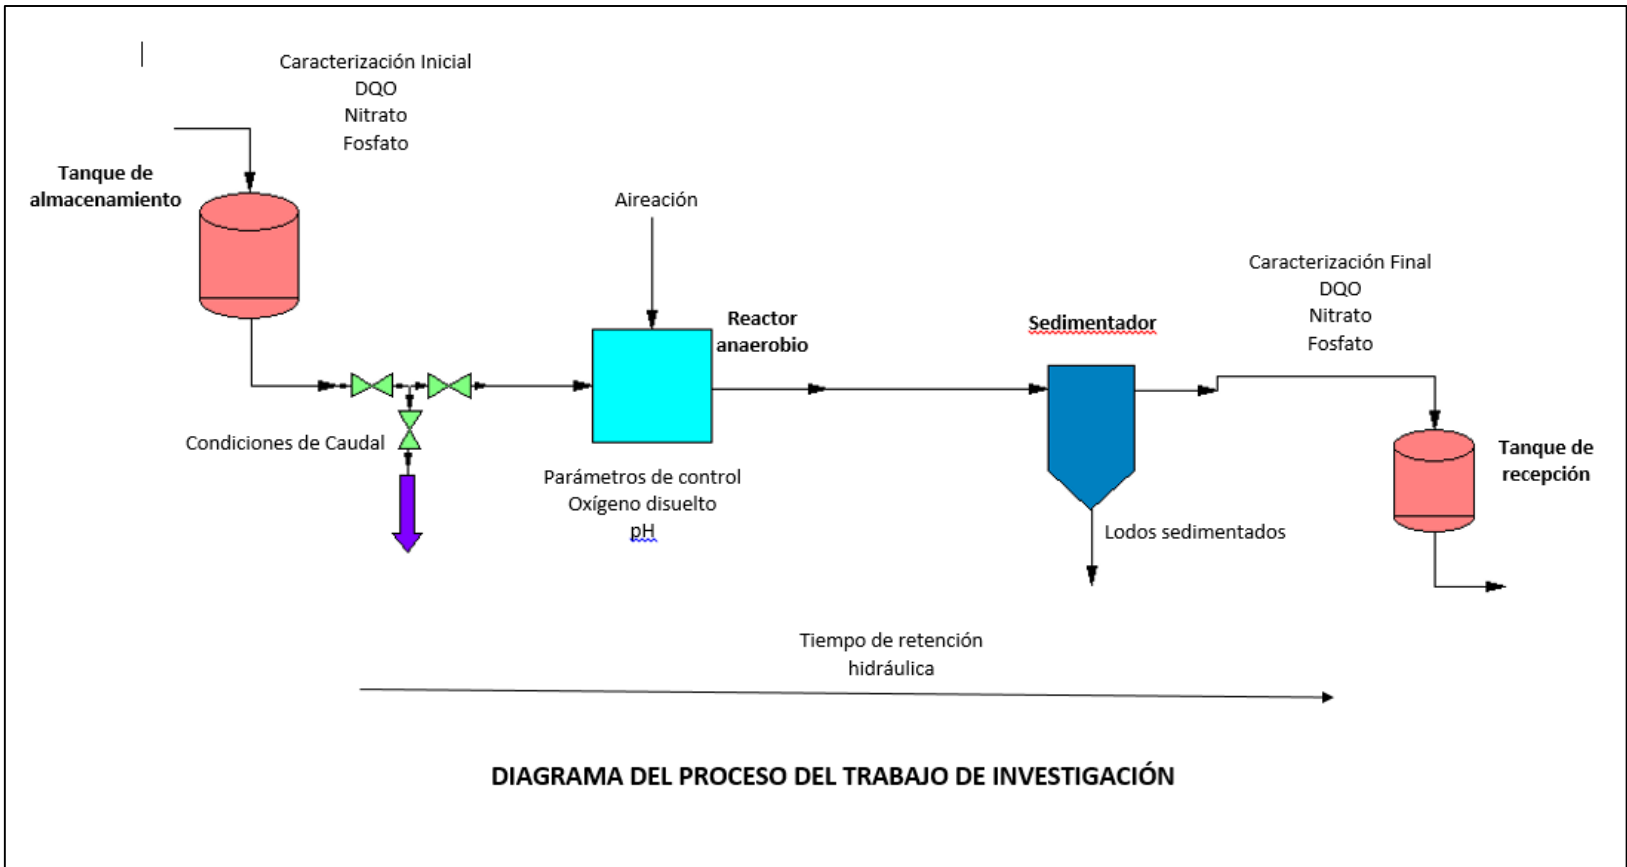 Caracterización Inicial
DQO
Nitrato
Fosfato
Tanque de
almacenamiento
Aireación
Reactor
anaerobio
Condiciones de Caudal
Parámetros de control
Oxígeno disuelto
pH
Sedimentador
Lodos sedimentados
Caracterización Final
DQO
Nitrato
Fosfato
Tanque de
recepción
Tiempo de retención
hidráulica
DIAGRAMA DEL PROCESO DEL TRABAJO DE INVESTIGACIÓN